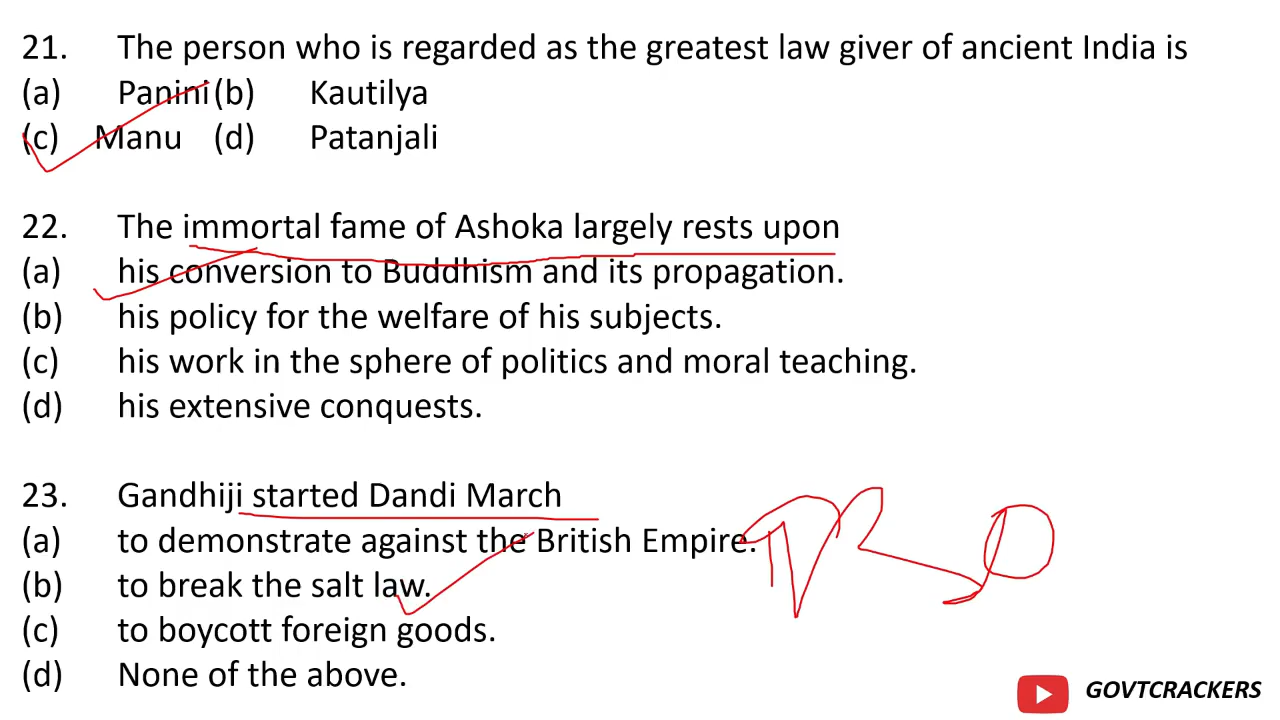 21. The person who is regarded as the greatest law giver of ancient India is
(a) Panini (b) Kautilya
(c) Manu (d) Patanjali
22. The immortal fame of Ashoka largely rests upon
(a) his conversion to Buddhism and its propagation.
(b) his policy for the welfare of his subjects.
(c) his work in the sphere of politics and moral teaching.
(d) his extensive conquests.
23. Gandhiji started Dandi March
(a) to demonstrate against the British Empire.
(b) to break the salt law.
(c) to boycott foreign goods.
(d) None of the above.
GOVTCRACKERS